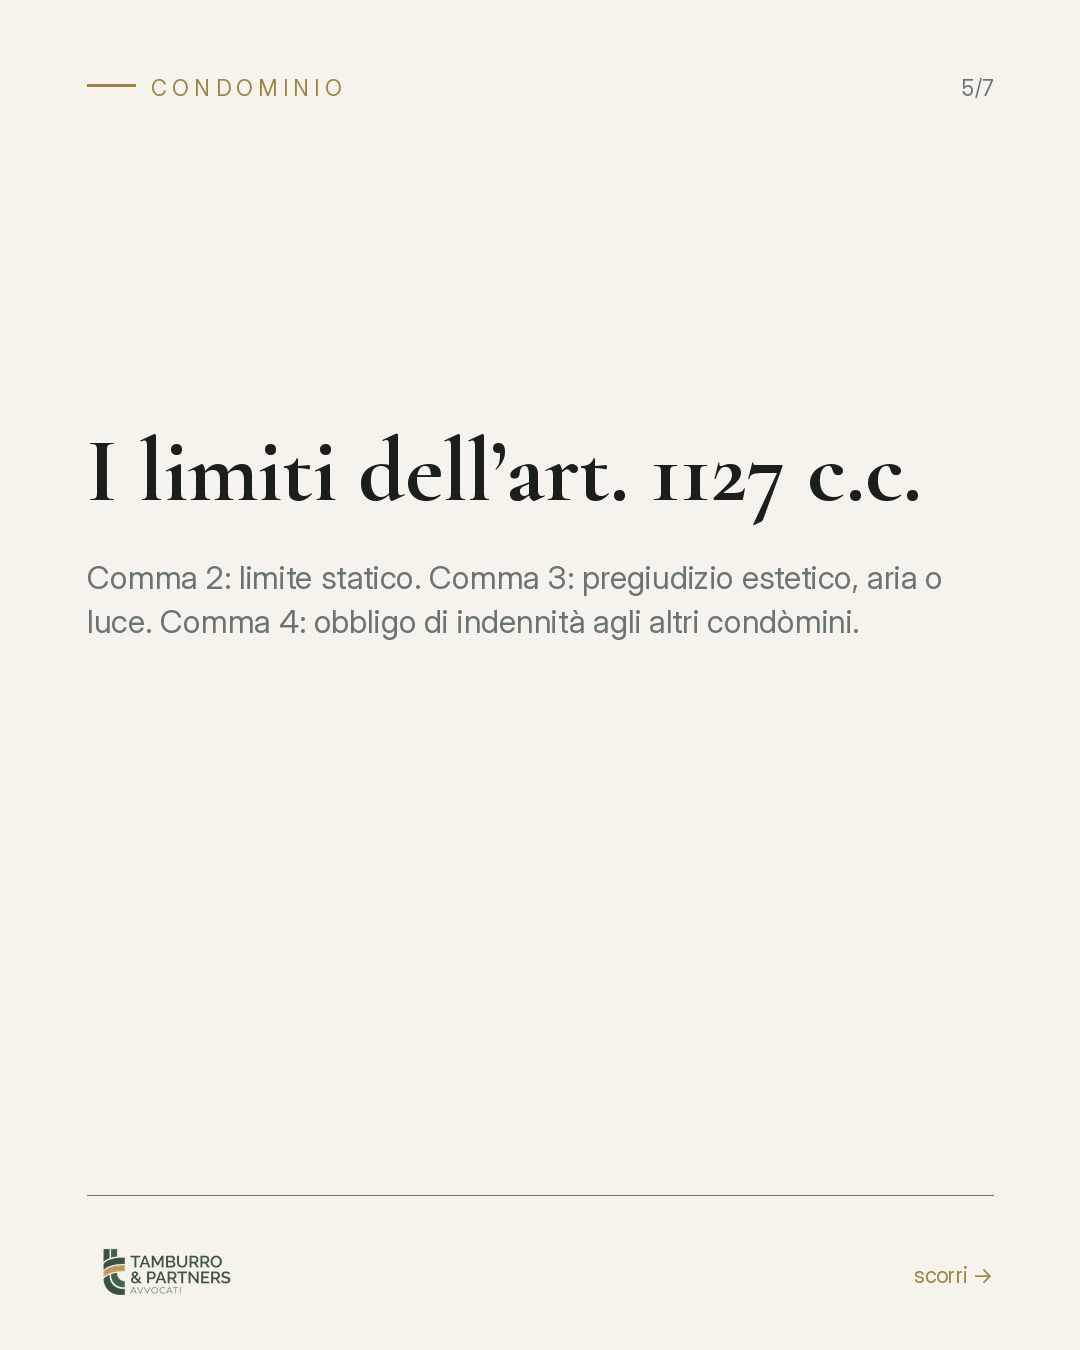 CONDOMINIO
5/7
I limiti dell’art. 1127 c.c.
Comma 2: limite statico. Comma 3: pregiudizio estetico, aria o
luce. Comma 4: obbligo di indennità agli altri condòmini.
TAMBURRO
& PARTNERS
AVVOCATI
scorri →